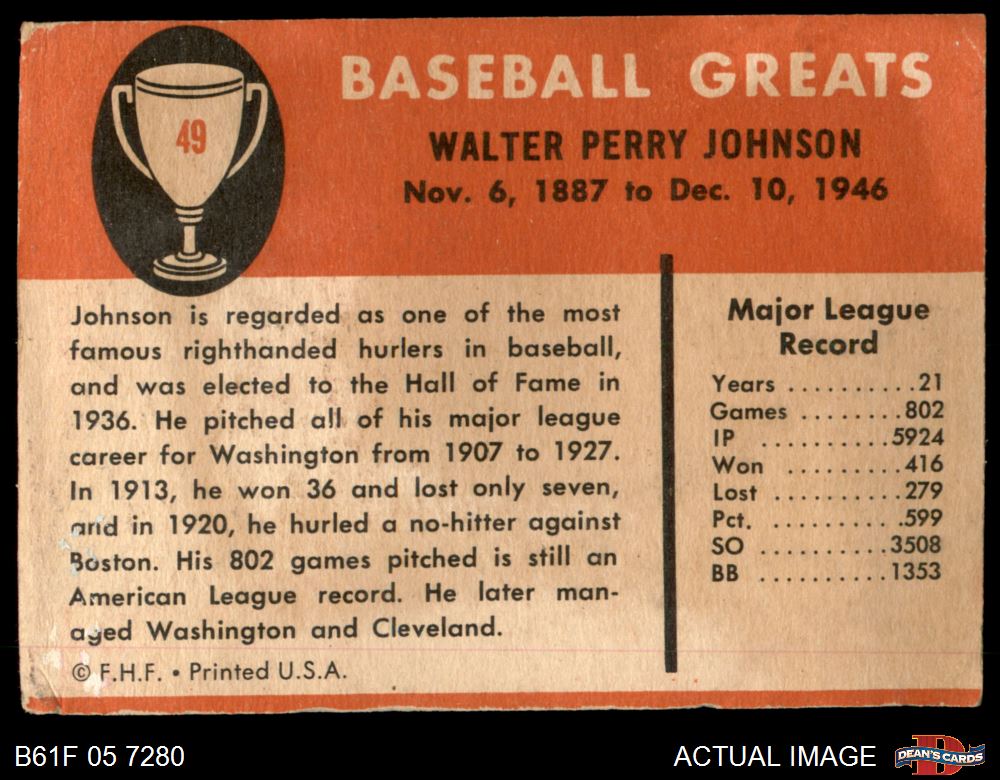 49
BASEBALL GREATS
WALTER PERRY JOHNSON
Nov. 6, 1887 to Dec. 10, 1946
Johnson is regarded as one of the most
famous righthanded hurlers in baseball,
and was elected to the Hall of Fame in
1936. He pitched all of his major league
career for Washington from 1907 to 1927.
In 1913, he won 36 and lost only seven,
and in 1920, he hurled a no-hitter against
Boston. His 802 games pitched is still an
American League record. He later man-
aged Washington and Cleveland.
© F.H.F. • Printed U.S.A.
Major League
Record
Years ..........21
Games ........802
IP ..........5924
Won .........416
Lost ..........279
Pct. ..........599
SO ..........3508
BB ..........1353
B61F 05 7280
ACTUAL IMAGE
D
DEAN'S CARDS